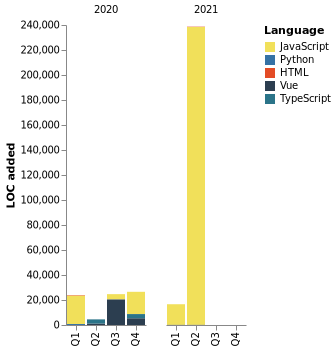 2020 2021
LOC added
240,000
220,000
200,000
180,000
160,000
140,000
120,000
100,000
80,000
60,000
40,000
20,000
0
Q1 Q2 Q3 Q4 Q1 Q2 Q3 Q4
Language
JavaScript
Python
HTML
Vue
TypeScript